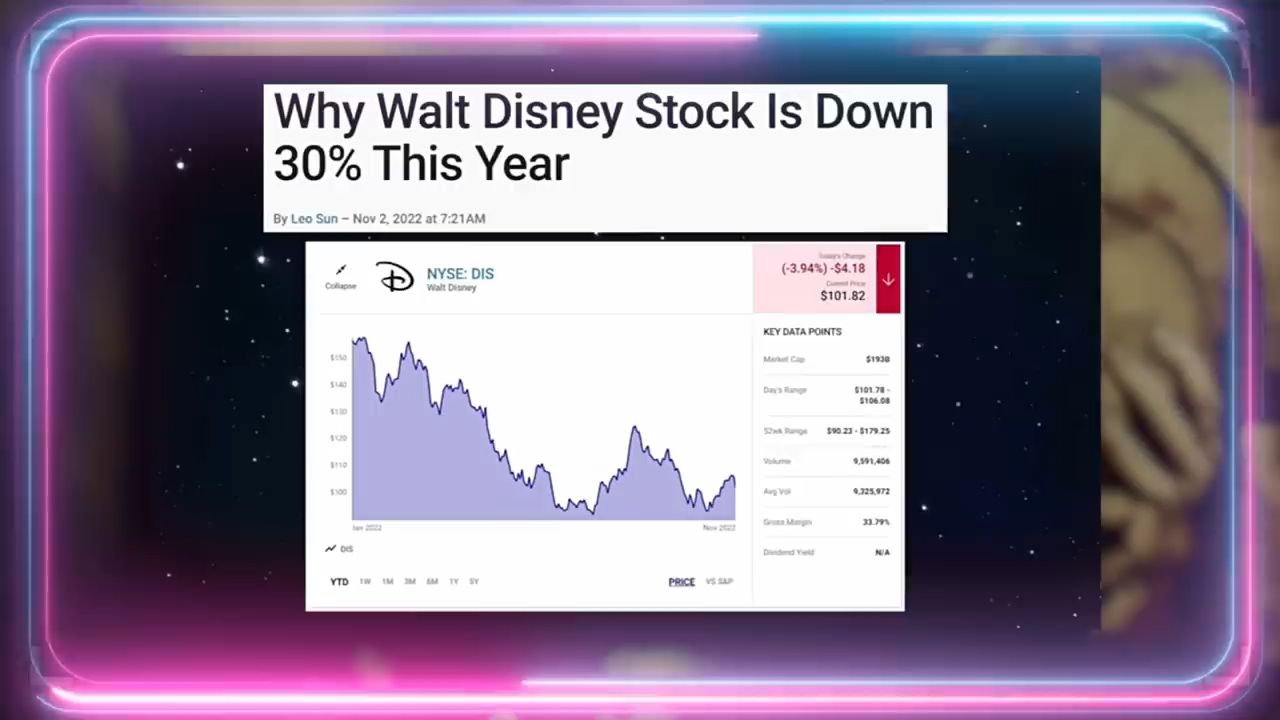 Why Walt Disney Stock Is Down
30% This Year
By Leo Sun – Nov 2, 2022 at 7:21AM
Collapse
NYSE: DIS
Walt Disney
Today's Change
(-3.94%) -$4.18
Current Price
$101.82
$150
$140
$130
$120
$110
$100
Jan 2022
Nov 2022
DIS
YTD 1W 1M 3M 6M 1Y 5Y
PRICE VS S&P
KEY DATA POINTS
Market Cap $193B
Day's Range $101.78 -
$106.08
52wk Range $90.23 - $179.25
Volume 9,591,406
Avg Vol 9,325,972
Gross Margin 33.79%
Dividend Yield N/A